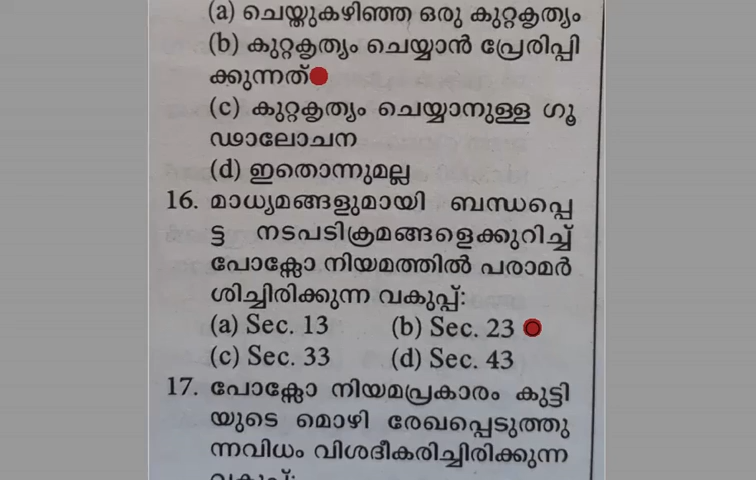 (a) ചെയ്തുകഴിഞ്ഞ ഒരു കുറ്റകൃത്യം
(b) കുറ്റകൃത്യം ചെയ്യാൻ പ്രേരിപ്പി
ക്കുന്നത്
(c) കുറ്റകൃത്യം ചെയ്യാനുള്ള ഗൂ
ഢാലോചന
(d) ഇതൊന്നുമല്ല
16. മാധ്യമങ്ങളുമായി ബന്ധപ്പെ
ട്ട നടപടിക്രമങ്ങളെക്കുറിച്ച്
പോക്സോ നിയമത്തിൽ പരാമർ
ശിച്ചിരിക്കുന്ന വകുപ്പ്:
(a) Sec. 13 (b) Sec. 23
(c) Sec. 33 (d) Sec. 43
17. പോക്സോ നിയമപ്രകാരം കുട്ടി
യുടെ മൊഴി രേഖപ്പെടുത്തു
ന്നവിധം വിശദീകരിച്ചിരിക്കുന്ന
വകുപ്പ്: